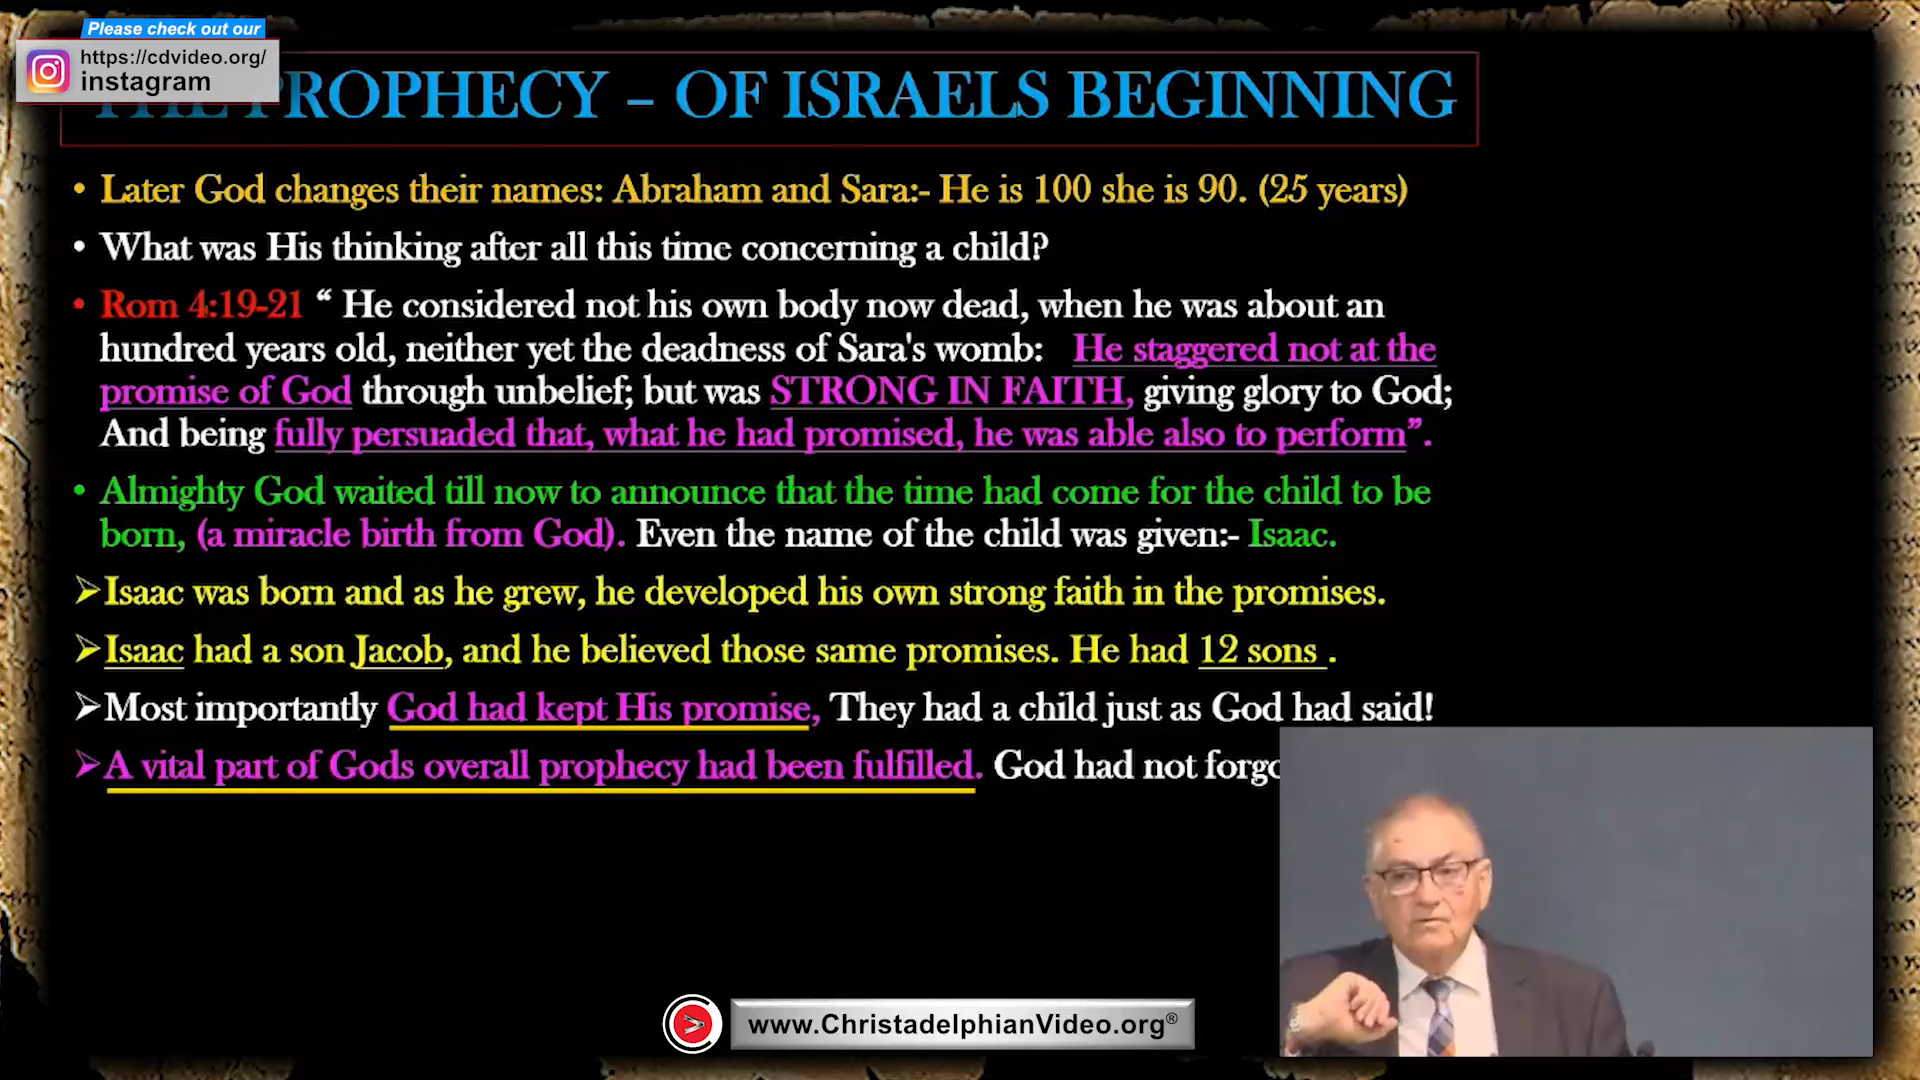 Please check out our
https://cdvideo.org/
instagram
PROPHECY – OF ISRAELS BEGINNING
• Later God changes their names: Abraham and Sara:- He is 100 she is 90. (25 years)
• What was His thinking after all this time concerning a child?
• Rom 4:19-21 “ He considered not his own body now dead, when he was about an
hundred years old, neither yet the deadness of Sara's womb: He staggered not at the
promise of God through unbelief; but was STRONG IN FAITH, giving glory to God;
And being fully persuaded that, what he had promised, he was able also to perform”.
• Almighty God waited till now to announce that the time had come for the child to be
born, (a miracle birth from God). Even the name of the child was given:- Isaac.
➢Isaac was born and as he grew, he developed his own strong faith in the promises.
➢Isaac had a son Jacob, and he believed those same promises. He had 12 sons .
➢Most importantly God had kept His promise, They had a child just as God had said!
➢A vital part of Gods overall prophecy had been fulfilled. God had not
www.ChristadelphianVideo.org®